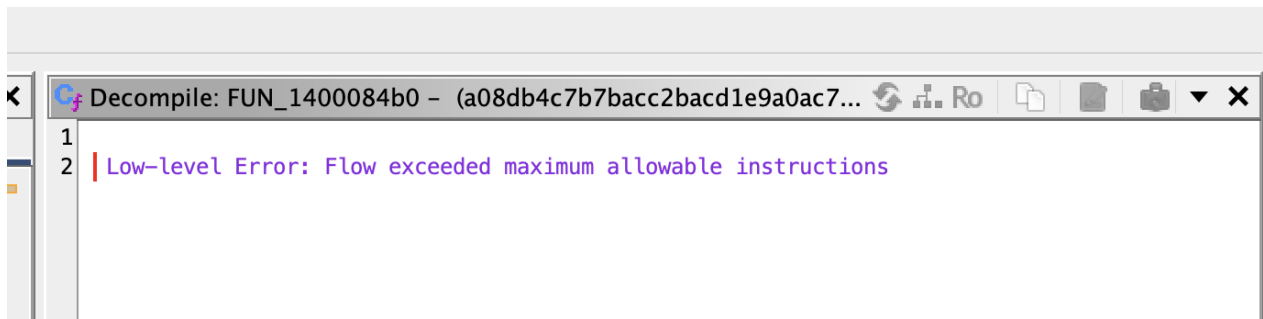 Decompile: FUN_1400084b0 – (a08db4c7b7bacc2bacd1e9a0ac7... Ro
1
2 Low-level Error: Flow exceeded maximum allowable instructions